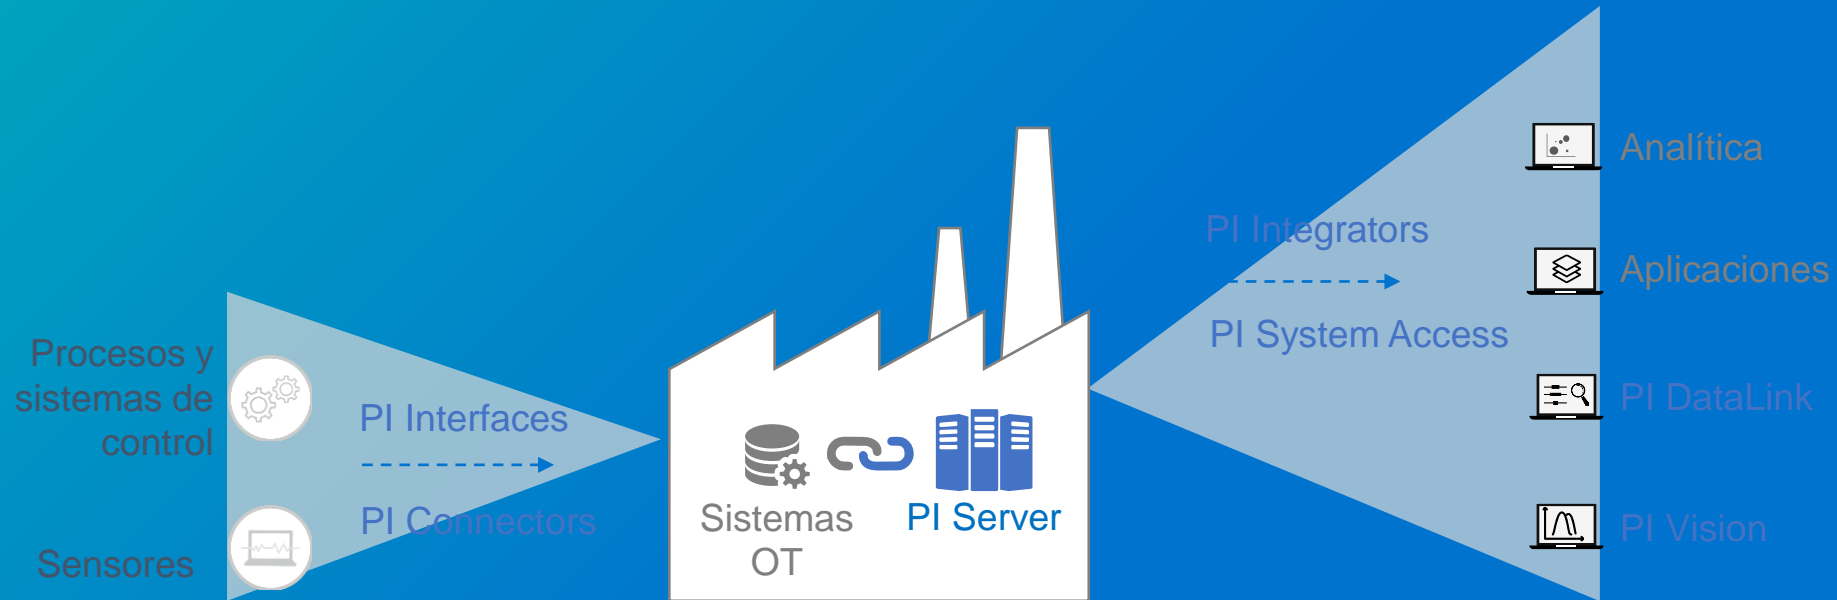 Procesos y
sistemas de
control
Sensores
PI Interfaces
PI Connectors
Sistemas
OT
PI Server
PI Integrators
PI System Access
Analítica
Aplicaciones
PI DataLink
PI Vision